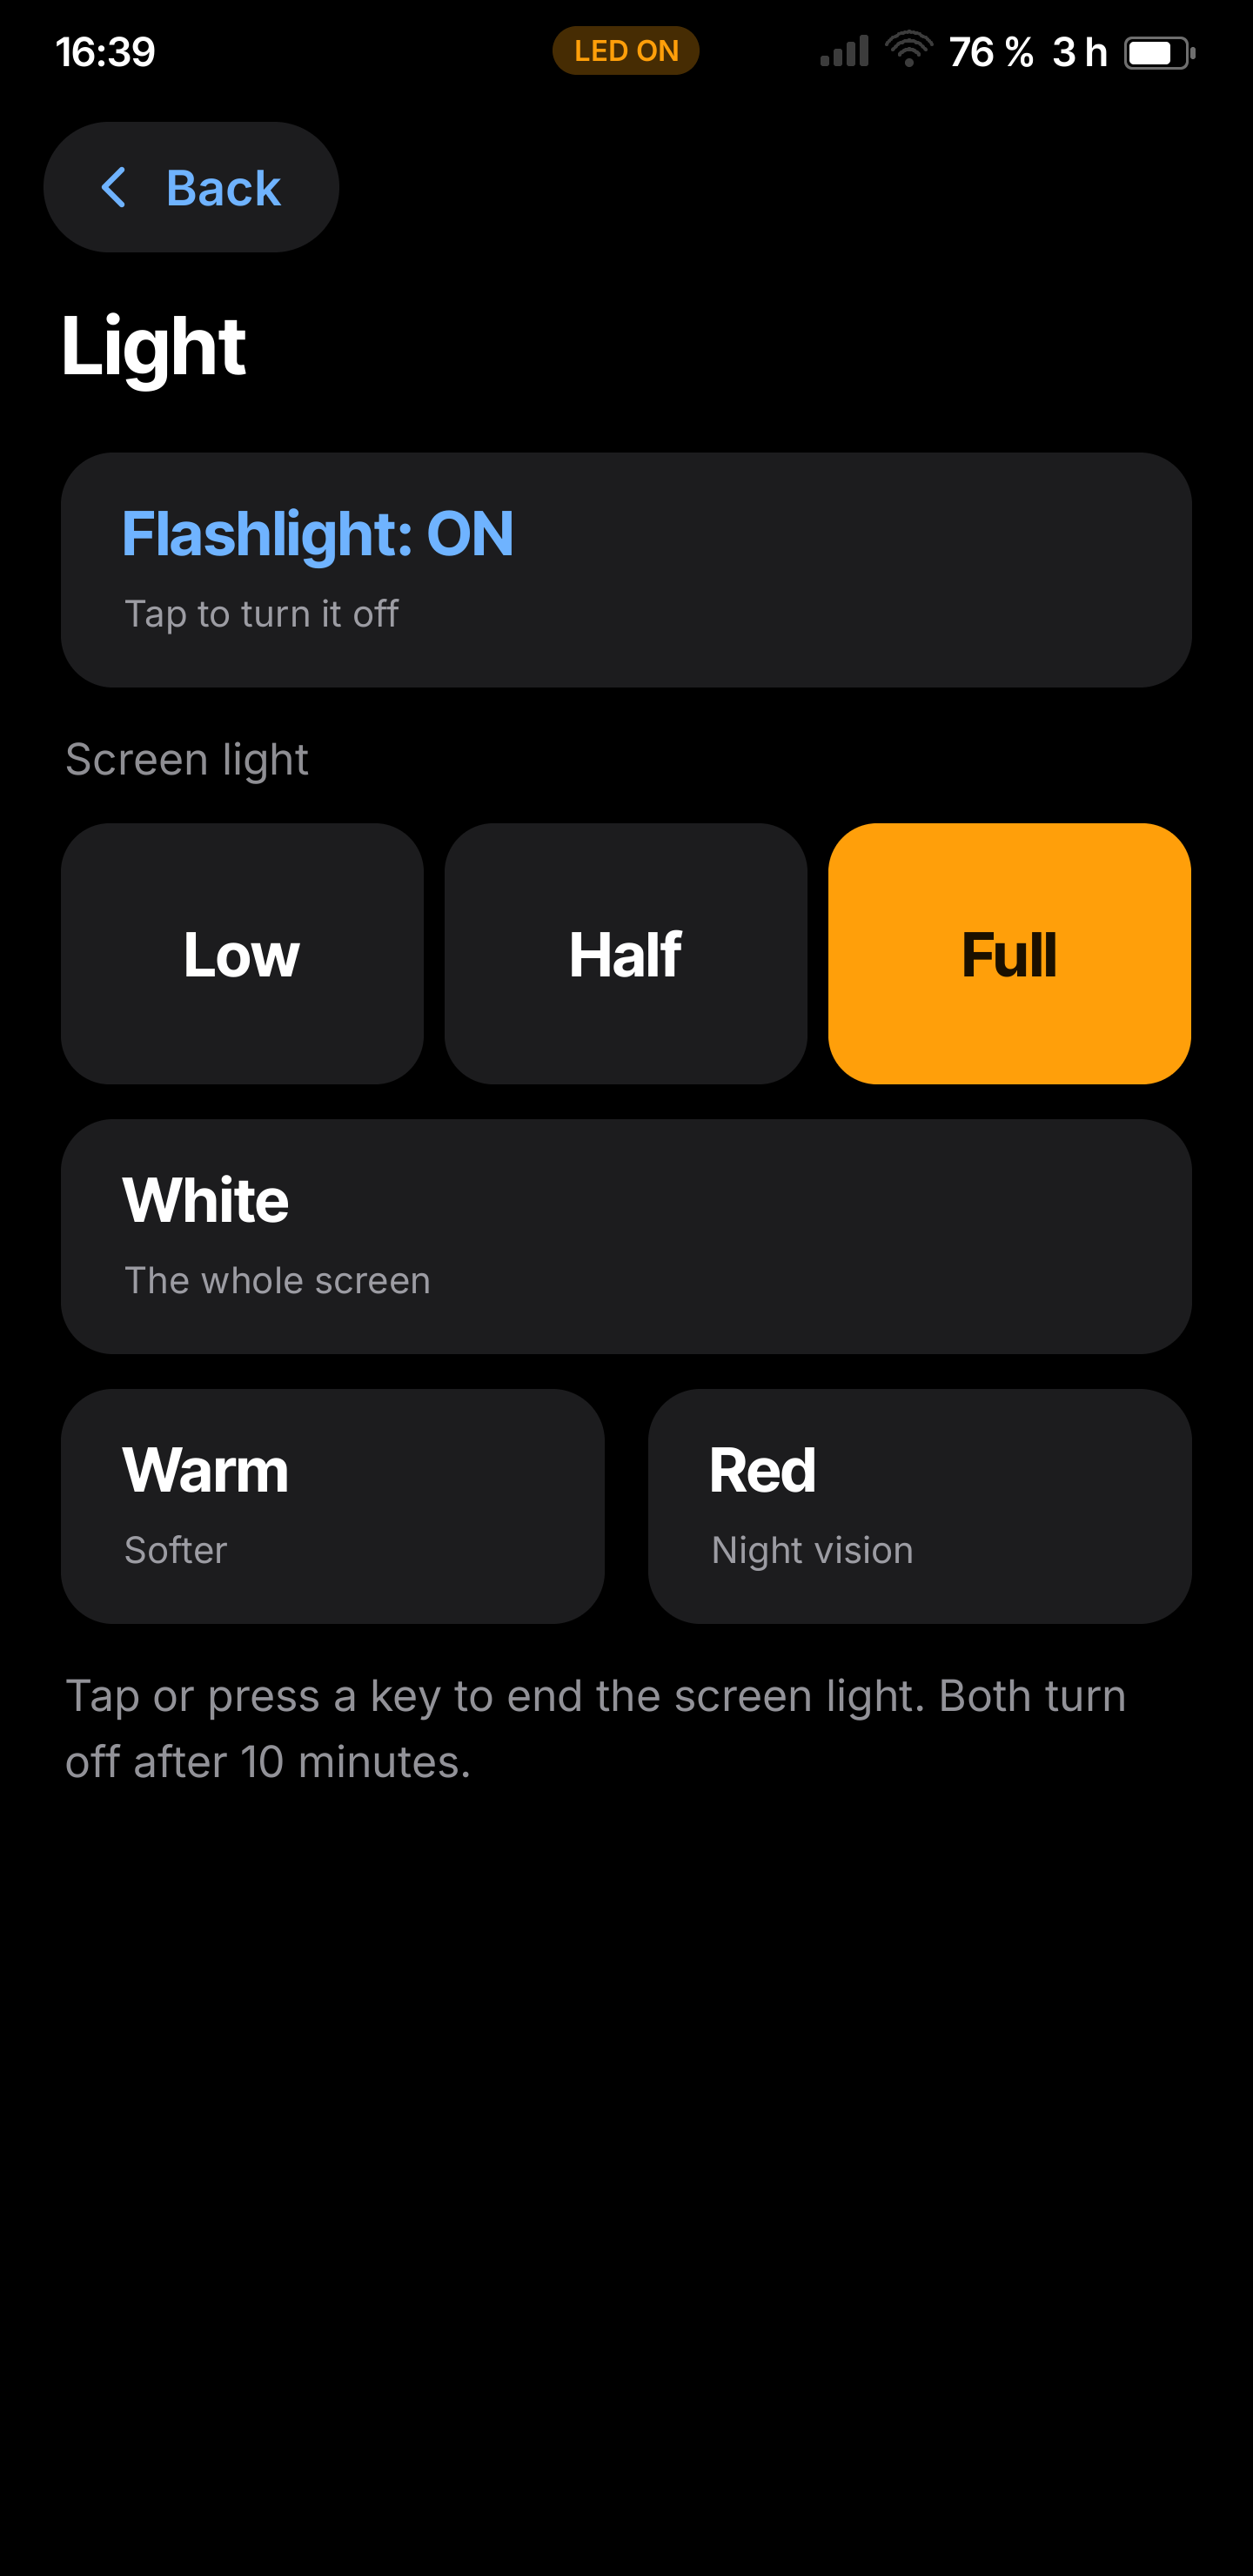 16:39 LED ON 76 % 3 h
Back
Light
Flashlight: ON
Tap to turn it off
Screen light
Low Half Full
White
The whole screen
Warm Red
Softer Night vision
Tap or press a key to end the screen light. Both turn
off after 10 minutes.